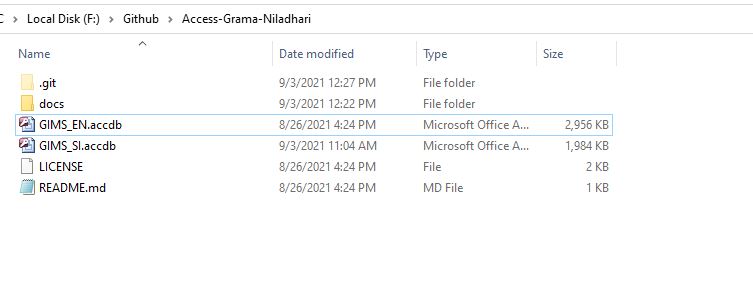 C > Local Disk (F:) > Github > Access-Grama-Niladhari
Name Date modified Type Size
.git 9/3/2021 12:27 PM File folder
docs 9/3/2021 12:22 PM File folder
GIMS_EN.accdb 8/26/2021 4:24 PM Microsoft Office A... 2,956 KB
GIMS_SI.accdb 9/3/2021 11:04 AM Microsoft Office A... 1,984 KB
LICENSE 8/26/2021 4:24 PM File 2 KB
README.md 8/26/2021 4:24 PM MD File 1 KB